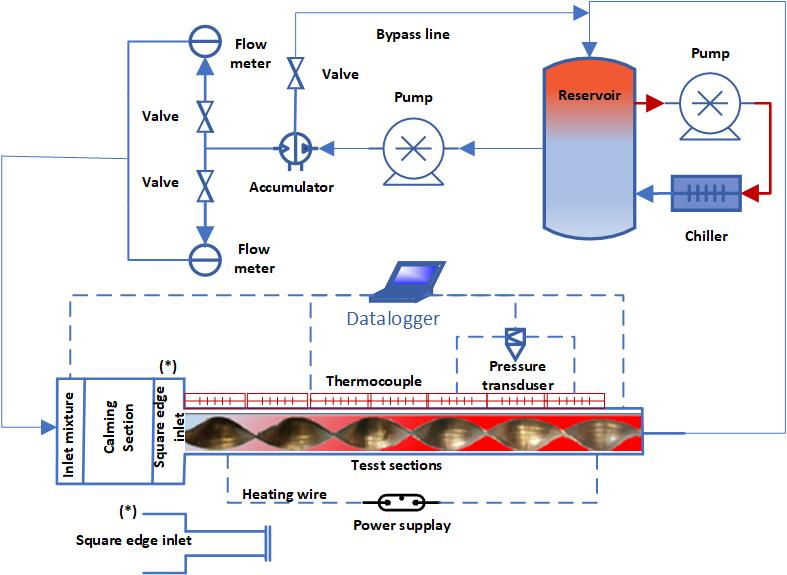 Flow
meter
Bypass line
Valve
Pump
Pump
Reservoir
Valve
Valve
Accumulator
Chiller
Flow
meter
Datalogger
(*)
Thermocouple
Pressure
transduser
Inlet mixture
Calming
Section
Square edge
inlet
Tesst sections
Heating wire
Power supplay
(*)
Square edge inlet